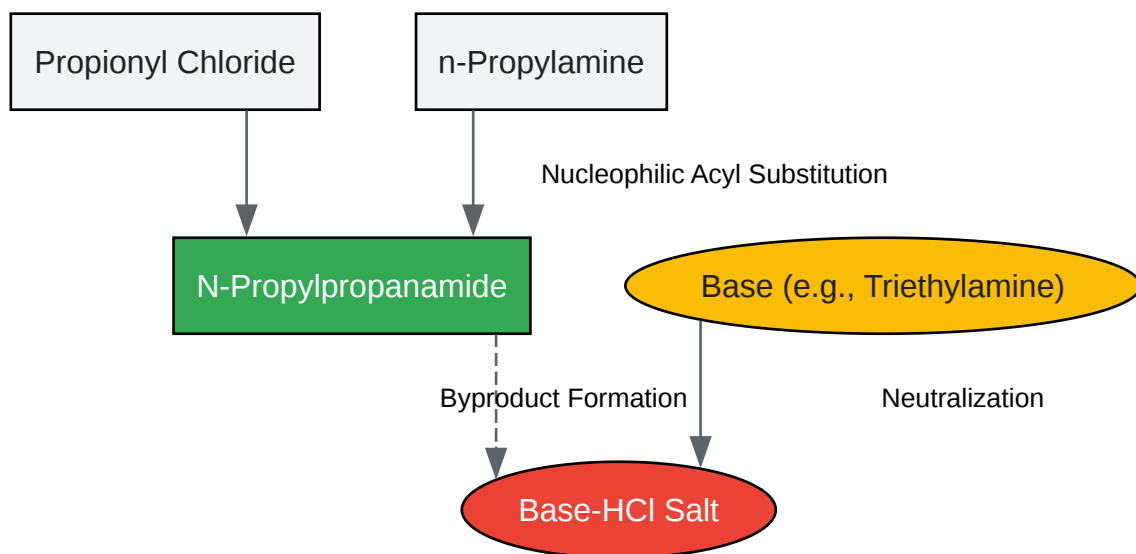 Propionyl Chloride
n-Propylamine
Nucleophilic Acyl Substitution
N-Propylpropanamide
Base (e.g., Triethylamine)
Byproduct Formation
Neutralization
Base-HCl Salt